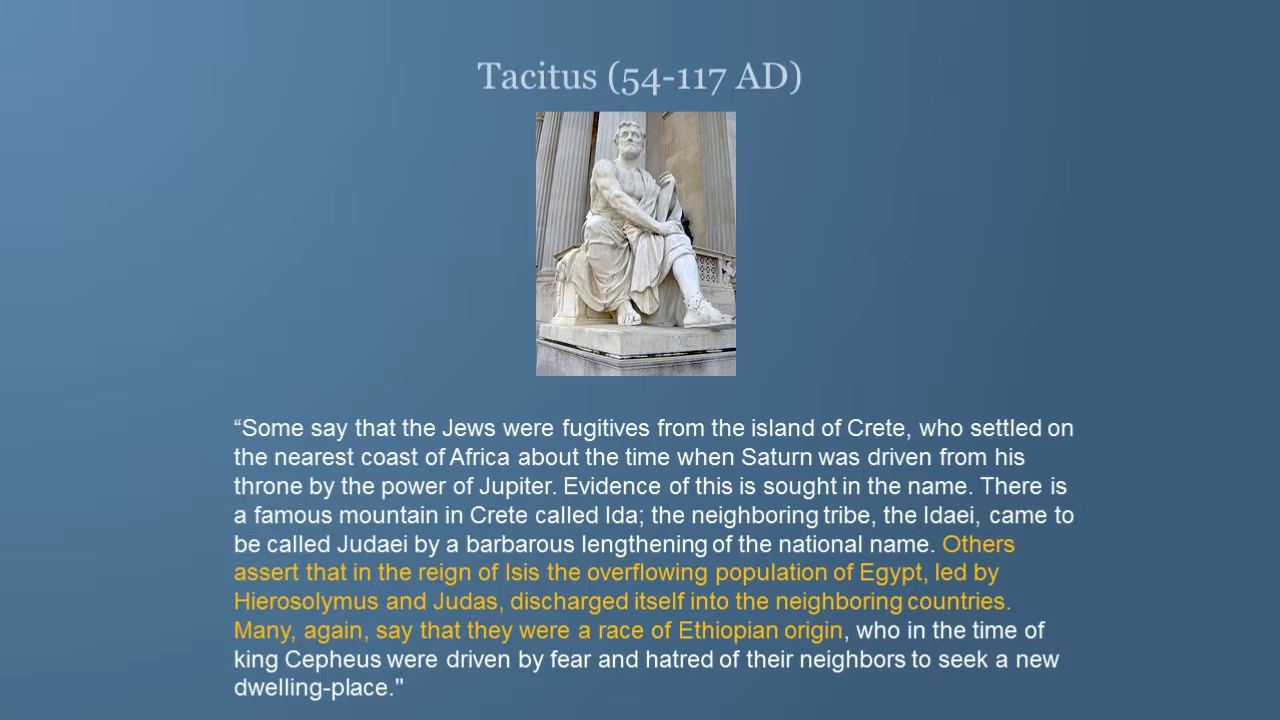 Tacitus (54-117 AD)
“Some say that the Jews were fugitives from the island of Crete, who settled on
the nearest coast of Africa about the time when Saturn was driven from his
throne by the power of Jupiter. Evidence of this is sought in the name. There is
a famous mountain in Crete called Ida; the neighboring tribe, the Idaei, came to
be called Judaei by a barbarous lengthening of the national name. Others
assert that in the reign of Isis the overflowing population of Egypt, led by
Hierosolymus and Judas, discharged itself into the neighboring countries.
Many, again, say that they were a race of Ethiopian origin, who in the time of
king Cepheus were driven by fear and hatred of their neighbors to seek a new
dwelling-place."